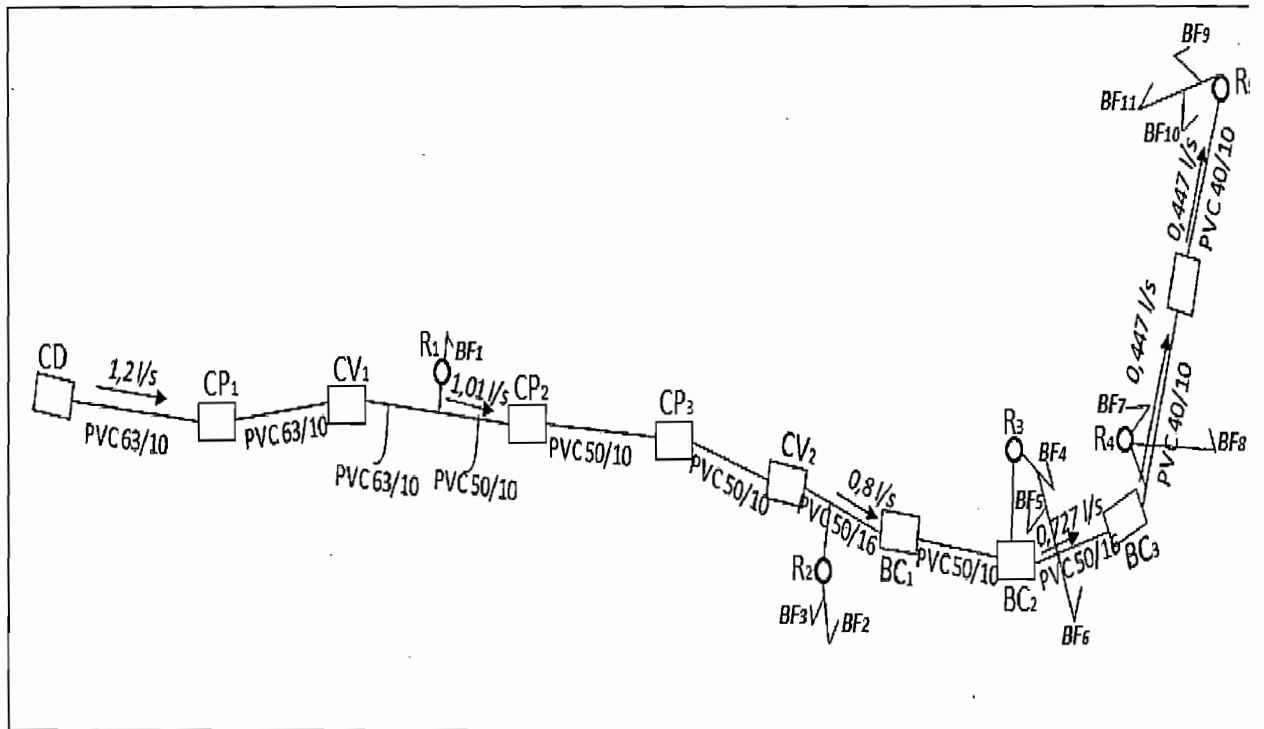 BF9
R5
BF11
BF10
0,447 l/s
PVC 40/10
0,447 l/s
PVC 40/10
CD
1,2 l/s
PVC 63/10
CP1
PVC 63/10
CV1
PVC 63/10
R1
BF1
1,01 l/s
PVC 50/10
CP2
PVC 50/10
CP3
PVC 50/10
CV2
0,8 l/s
PVC 50/16
R2
BF3
BF2
BC1
PVC 50/10
R3
BF4
BF5
0,727 l/s
BC2
PVC 50/16
BC3
BF6
BF7
R4
BF8